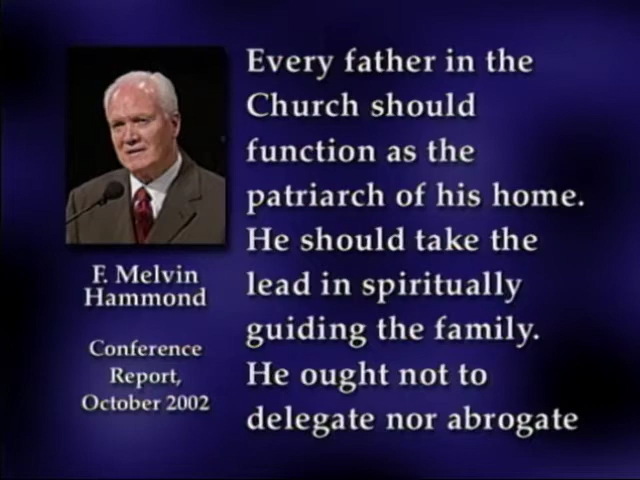 Every father in the
Church should
function as the
patriarch of his home.
He should take the
lead in spiritually
guiding the family.
He ought not to
delegate nor abrogate
F. Melvin
Hammond
Conference
Report,
October 2002